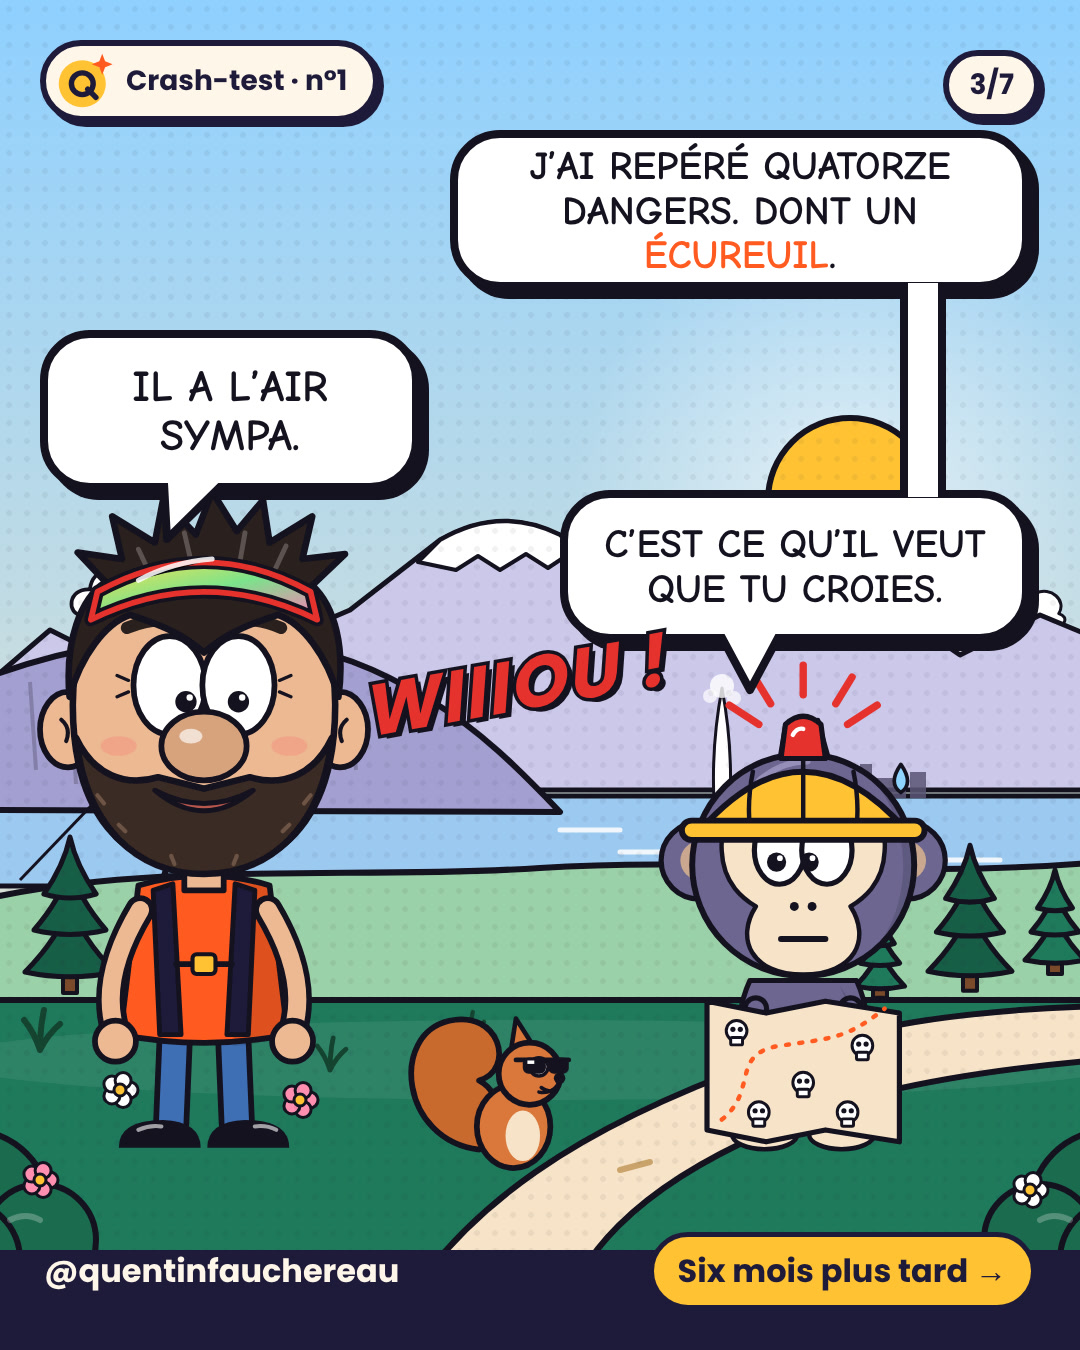 Q Crash-test · n°1
3/7
J'AI REPÉRÉ QUATORZE
DANGERS. DONT UN
ÉCUREUIL.
IL A L'AIR
SYMPA.
C'EST CE QU'IL VEUT
QUE TU CROIES.
WIIIOU !
@quentinfauchereau
Six mois plus tard →